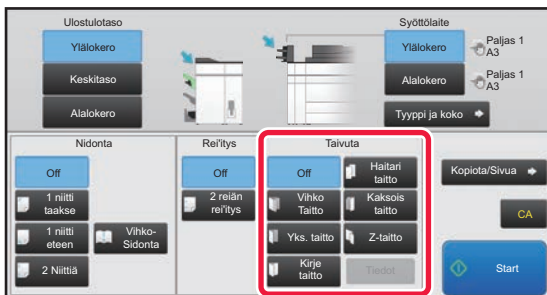 Ulostulotaso
Ylälokero
Keskitaso
Alalokero
Syöttölaite
Ylälokero
Paljas 1
A3
Alalokero
Paljas 1
A3
Tyyppi ja koko
Nidonta
Off
1 niitti
taakse
1 niitti
eteen
Vihko-
Sidonta
2 Niittiä
Rei'itys
Off
2 reiän
rei'itys
Taivuta
Off
Haitari
taitto
Vihko
Taitto
Kaksois
taitto
Yks. taitto
Z-taitto
Kirje
taitto
Tiedot
Kopiota/Sivua
CA
Start